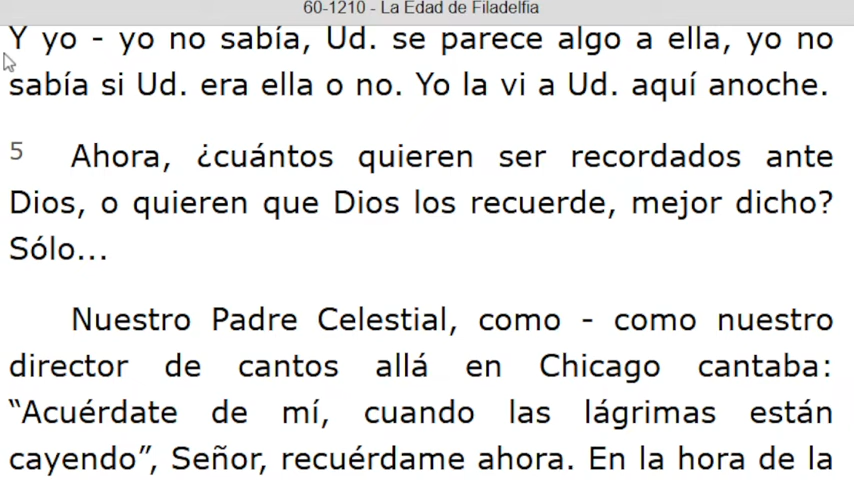 60-1210 - La Edad de Filadelfia
Y yo - yo no sabía, Ud. se parece algo a ella, yo no
sabía si Ud. era ella o no. Yo la vi a Ud. aquí anoche.
5 Ahora, ¿cuántos quieren ser recordados ante
Dios, o quieren que Dios los recuerde, mejor dicho?
Sólo...
Nuestro Padre Celestial, como - como nuestro
director de cantos allá en Chicago cantaba:
“Acuérdate de mí, cuando las lágrimas están
cayendo”, Señor, recuérdame ahora. En la hora de la